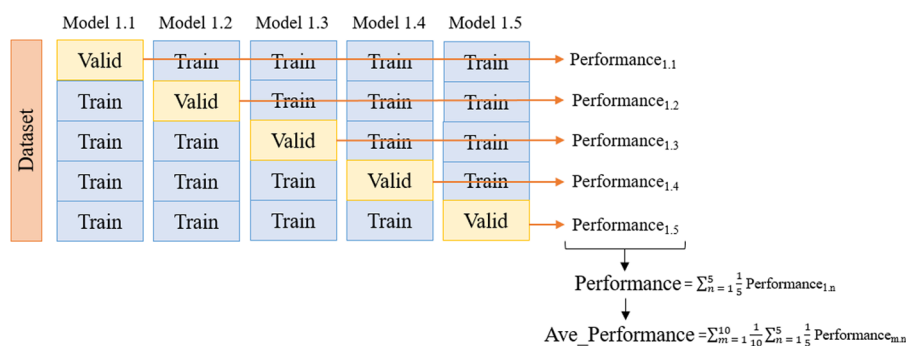 Model 1.1 Model 1.2 Model 1.3 Model 1.4 Model 1.5
Dataset
Valid Train Train Train Train Performance1.1
Train Valid Train Train Train Performance1.2
Train Train Valid Train Train Performance1.3
Train Train Train Valid Train Performance1.4
Train Train Train Train Valid Performance1.5
Performance = ∑⁵ₙ₌₁ 1/5 Performance1.n
Ave_Performance = ∑¹⁰ₘ₌₁ 1/10 ∑⁵ₙ₌₁ 1/5 Performancem.n